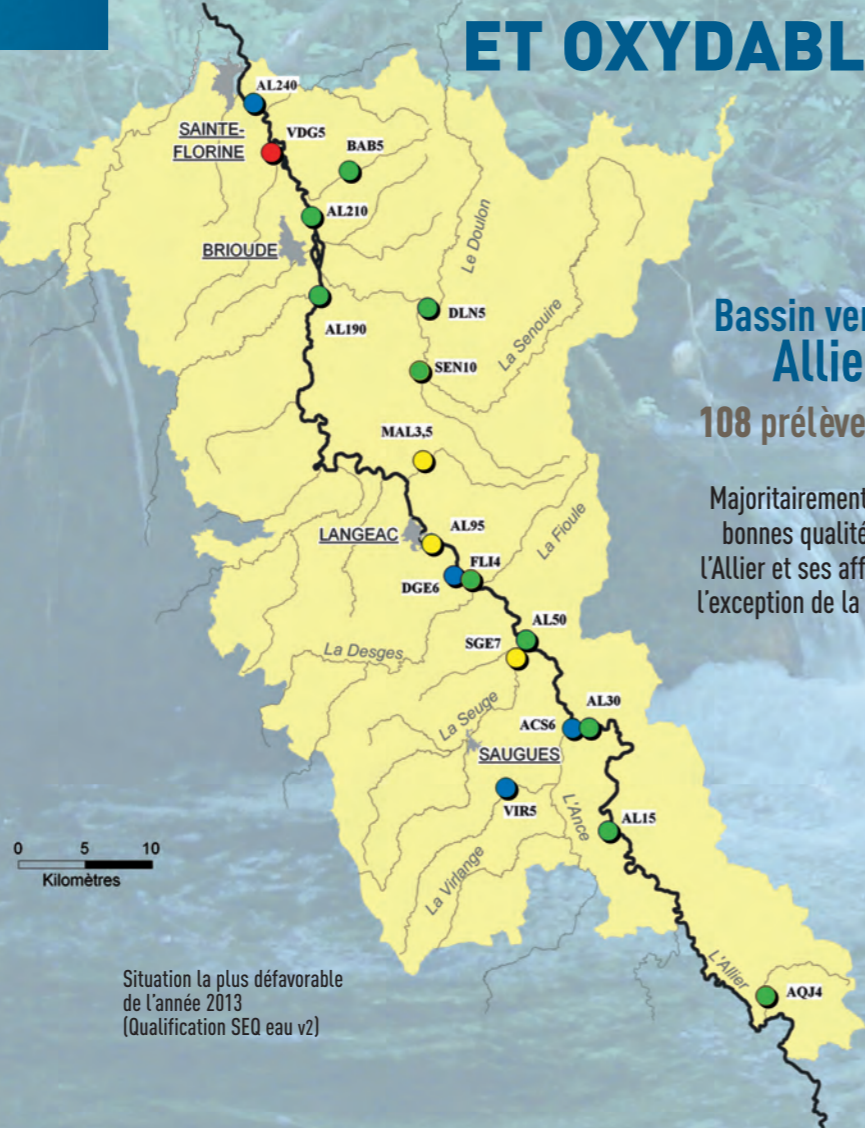 ET OXYDABL
AL240
SAINTE-
FLORINE
VDG5
BAB5
AL210
BRIOUDE
Le Doulon
AL190
DLN5
La Senouire
SEN10
Bassin ver
Allie
108 prélève
MAL3,5
Majoritairement
bonnes qualité
l'Allier et ses aff
l'exception de la
LANGEAC
AL95
La Fioule
FLI4
DGE6
AL50
SGE7
La Desges
La Seuge
AL30
ACS6
SAUGUES
VIR5
L'Ance
AL15
La Virlange
0 5 10
Kilomètres
L'Allier
AQJ4
Situation la plus défavorable
de l'année 2013
(Qualification SEQ eau v2)